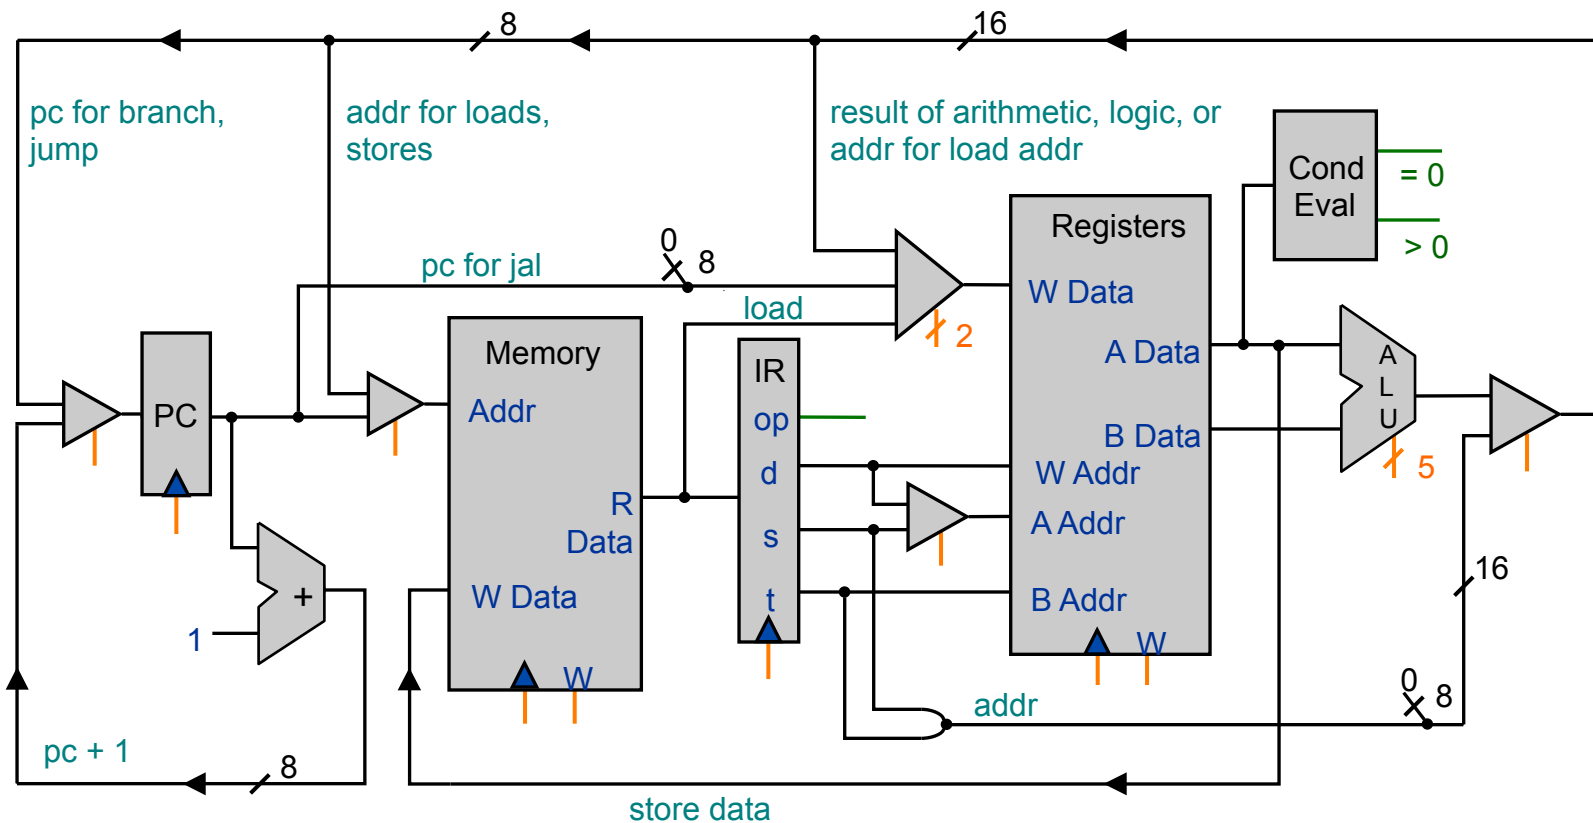 8
16
pc for branch,
jump
addr for loads,
stores
result of arithmetic, logic, or
addr for load addr
Cond
Eval
= 0
> 0
Registers
W Data
A Data
B Data
W Addr
A Addr
B Addr
W
pc for jal
0
8
load
2
Memory
Addr
R
Data
W Data
W
IR
op
d
s
t
PC
+
1
A
L
U
5
16
0
8
addr
pc + 1
8
store data